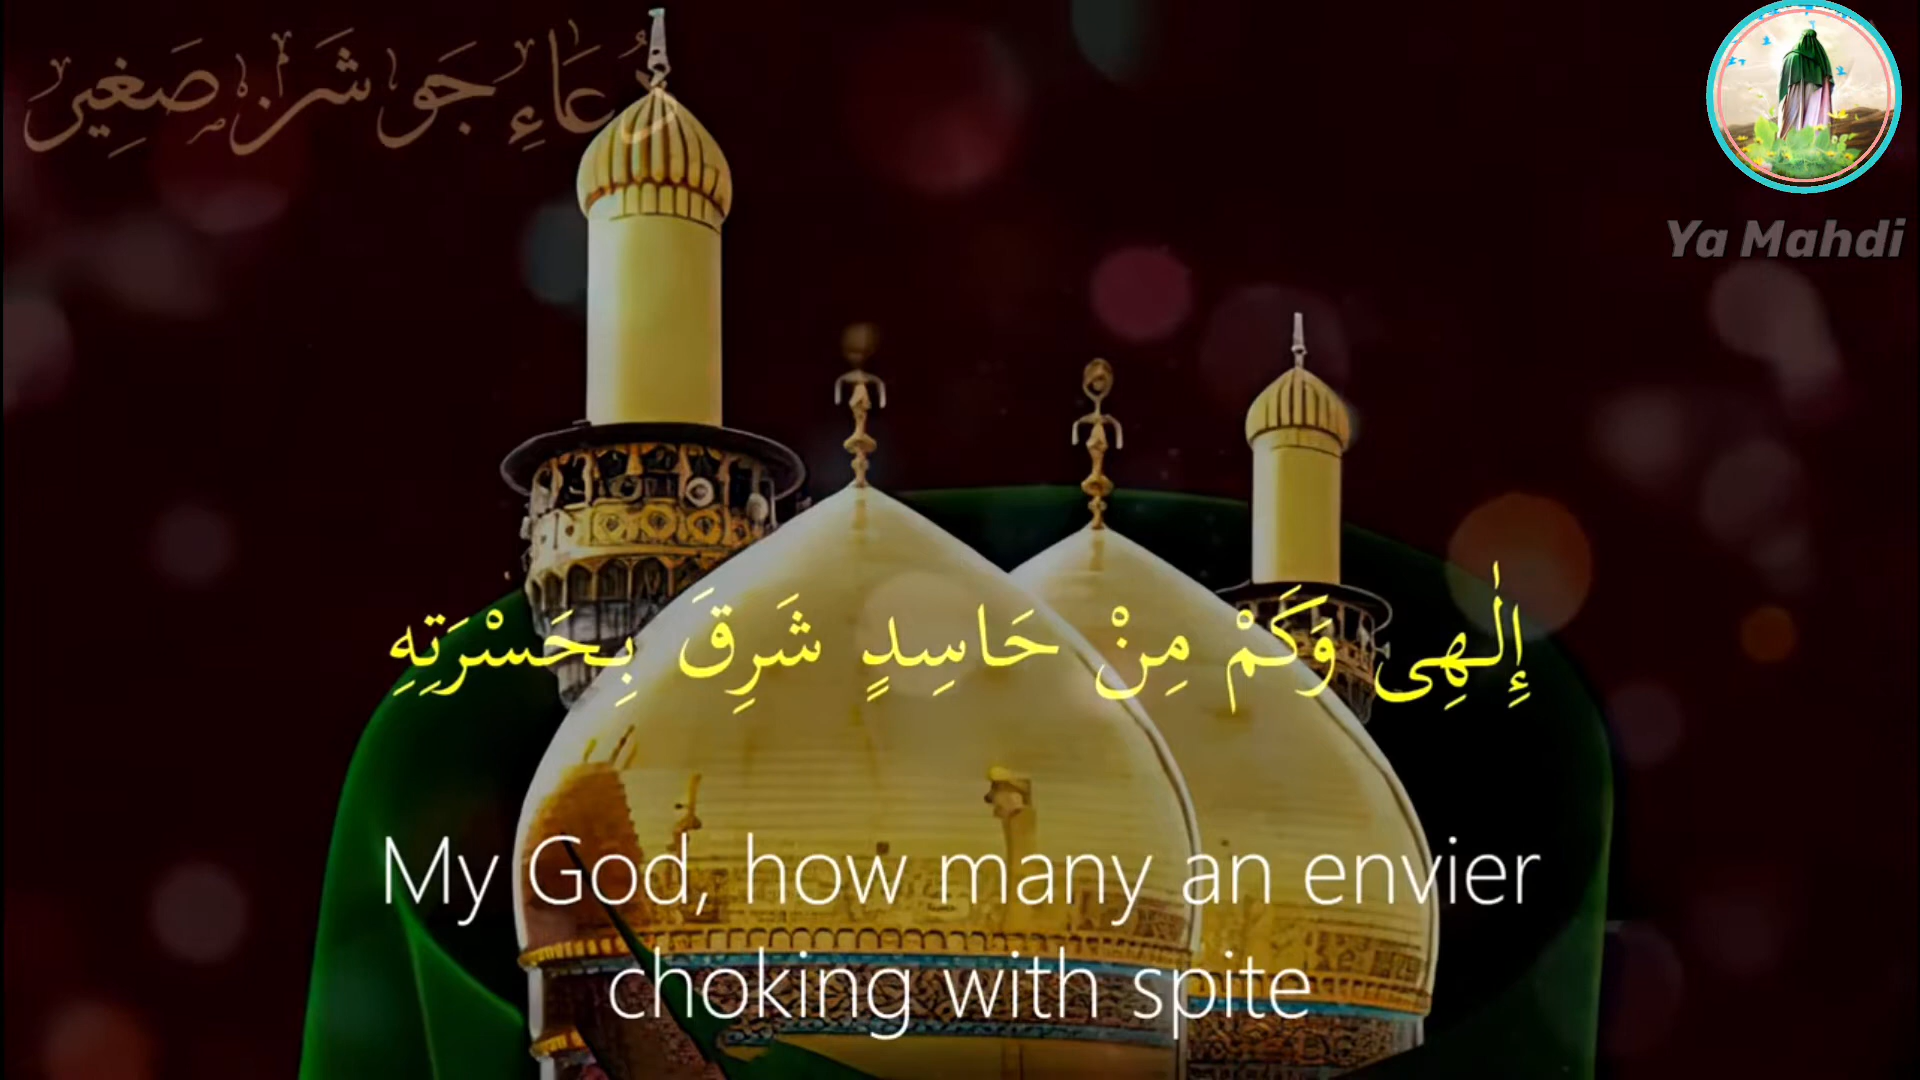 دُعَاءِ جَوشَن صَغِير
Ya Mahdi
إِلٰهِى وَكَمْ مِنْ حَاسِدٍ شَرِقَ بِحَسْرَتِهِ
My God, how many an envier
choking with spite